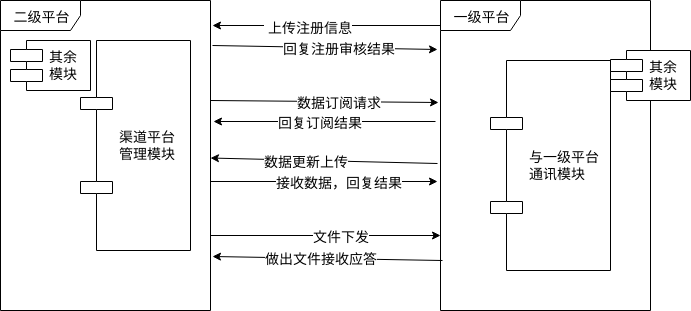 二级平台
一级平台
上传注册信息
回复注册审核结果
其余
模块
其余
模块
数据订阅请求
回复订阅结果
渠道平台
管理模块
与一级平台
通讯模块
数据更新上传
接收数据，回复结果
文件下发
做出文件接收应答